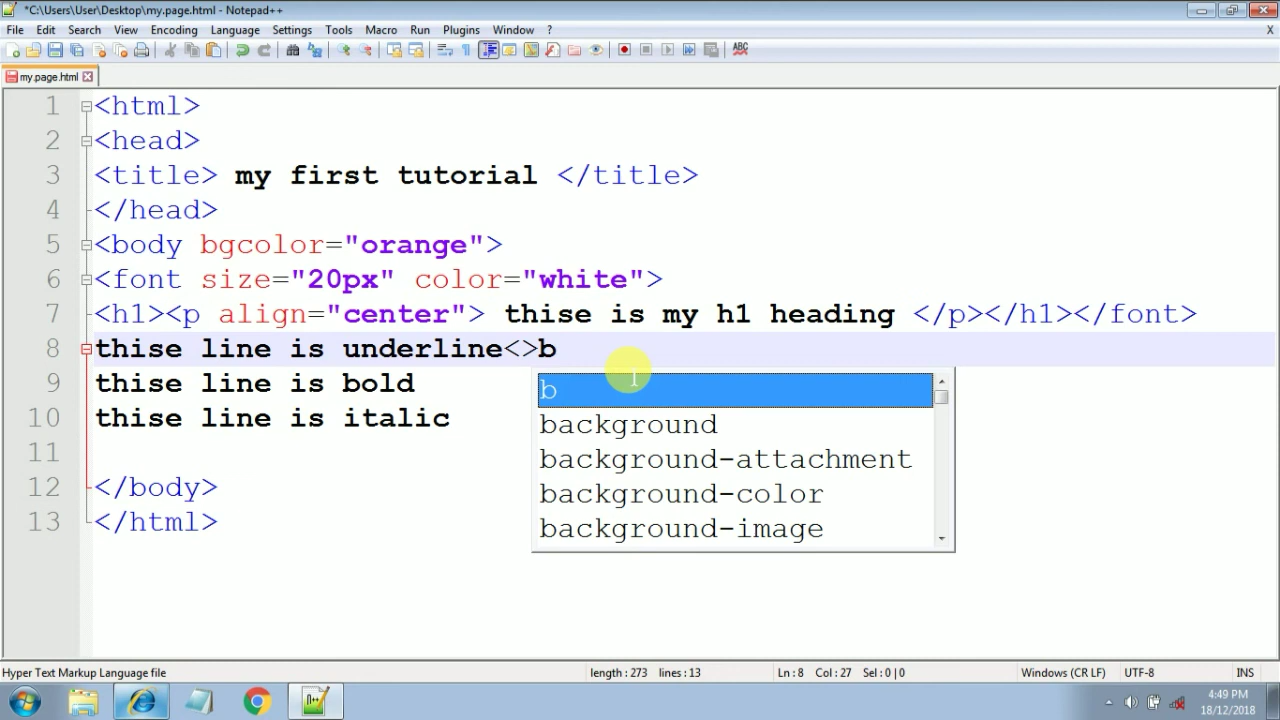 *C:\Users\User\Desktop\my.page.html - Notepad++
File Edit Search View Encoding Language Settings Tools Macro Run Plugins Window ? X
ABC
my.page.html
1 <html>
2 <head>
3 <title> my first tutorial </title>
4 </head>
5 <body bgcolor="orange">
6 <font size="20px" color="white">
7 <h1><p align="center"> thise is my h1 heading </p></h1></font>
8 thise line is underline<>b
9 thise line is bold
10 thise line is italic
11
12 </body>
13 </html>
b
background
background-attachment
background-color
background-image
Hyper Text Markup Language file length : 273 lines : 13 Ln : 8 Col : 27 Sel : 0 | 0 Windows (CR LF) UTF-8 INS
4:49 PM
18/12/2018